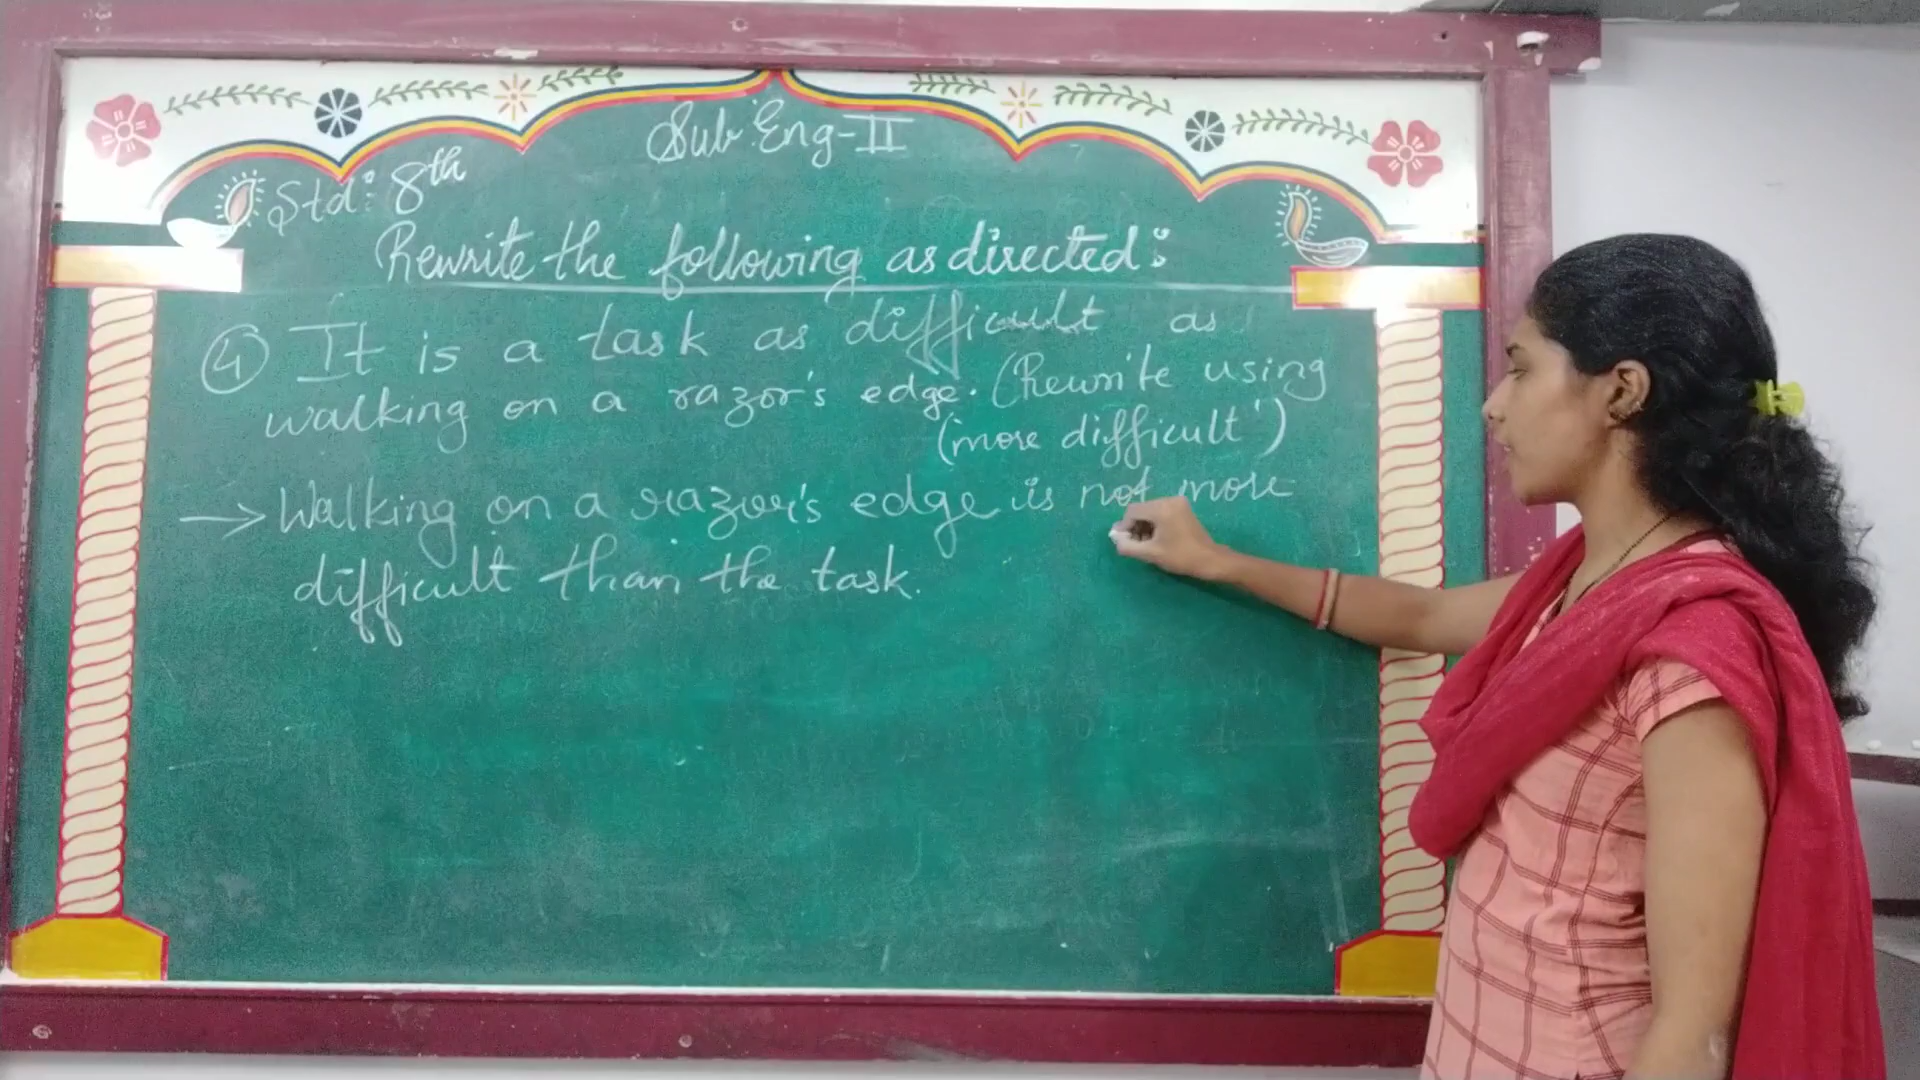 Sub: Eng-II
Std: 8th
Rewrite the following as directed:
④ It is a task as difficult as
walking on a razor's edge. (Rewrite using
(more difficult')
→ Walking on a razor's edge is not more
difficult than the task.